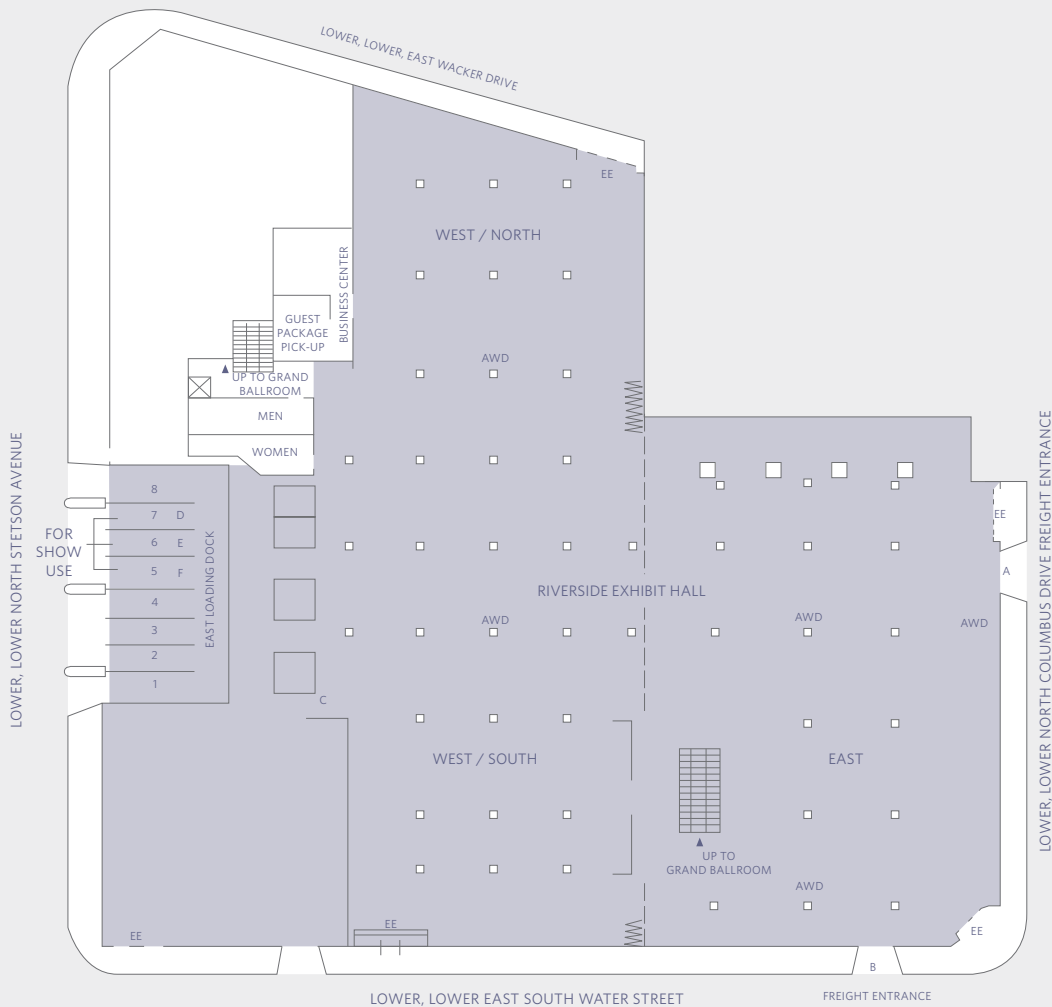 LOWER, LOWER, EAST WACKER DRIVE
EE
WEST / NORTH
BUSINESS CENTER
GUEST
PACKAGE
PICK-UP
AWD
UP TO GRAND
BALLROOM
MEN
WOMEN
LOWER, LOWER NORTH STETSON AVENUE
FOR
SHOW
USE
8
7 D
6 E
5 F
4
3
2
1
EAST LOADING DOCK
C
RIVERSIDE EXHIBIT HALL
AWD
AWD
AWD
EE
A
LOWER, LOWER NORTH COLUMBUS DRIVE FREIGHT ENTRANCE
WEST / SOUTH
EAST
UP TO
GRAND BALLROOM
AWD
EE
EE
EE
B
LOWER, LOWER EAST SOUTH WATER STREET
FREIGHT ENTRANCE